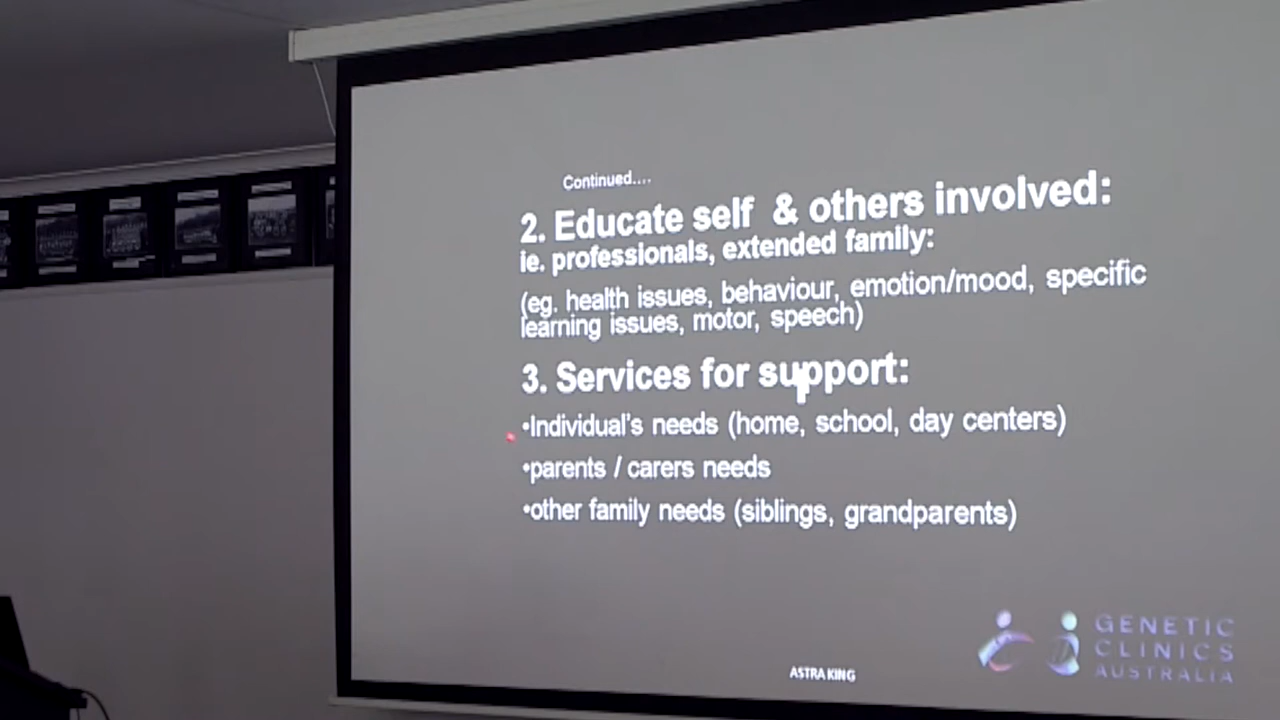 Continued....
2. Educate self & others involved:
ie. professionals, extended family:
(eg. health issues, behaviour, emotion/mood, specific
learning issues, motor, speech)
3. Services for support:
•Individual's needs (home, school, day centers)
•parents / carers needs
•other family needs (siblings, grandparents)
ASTRA KING
GENETIC
CLINICS
AUSTRALIA